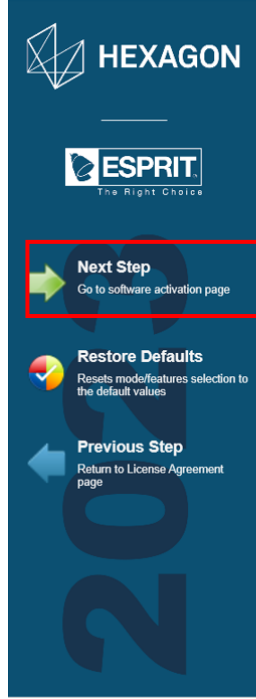 HEXAGON
ESPRIT
The Right Choice
Next Step
Go to software activation page
Restore Defaults
Resets mode/features selection to
the default values
Previous Step
Return to License Agreement
page
2023